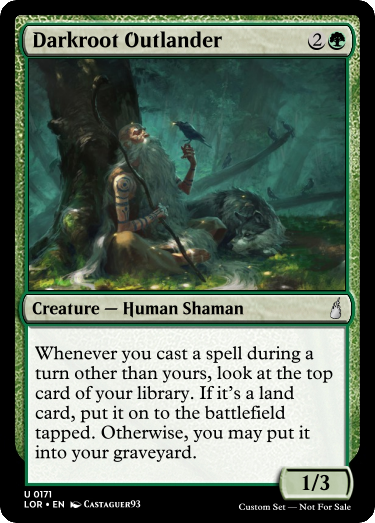 Darkroot Outlander 2
Creature — Human Shaman
Whenever you cast a spell during a
turn other than yours, look at the top
card of your library. If it's a land
card, put it on to the battlefield
tapped. Otherwise, you may put it
into your graveyard.
1/3
U 0171
LOR • EN Castaguer93
Custom Set — Not For Sale